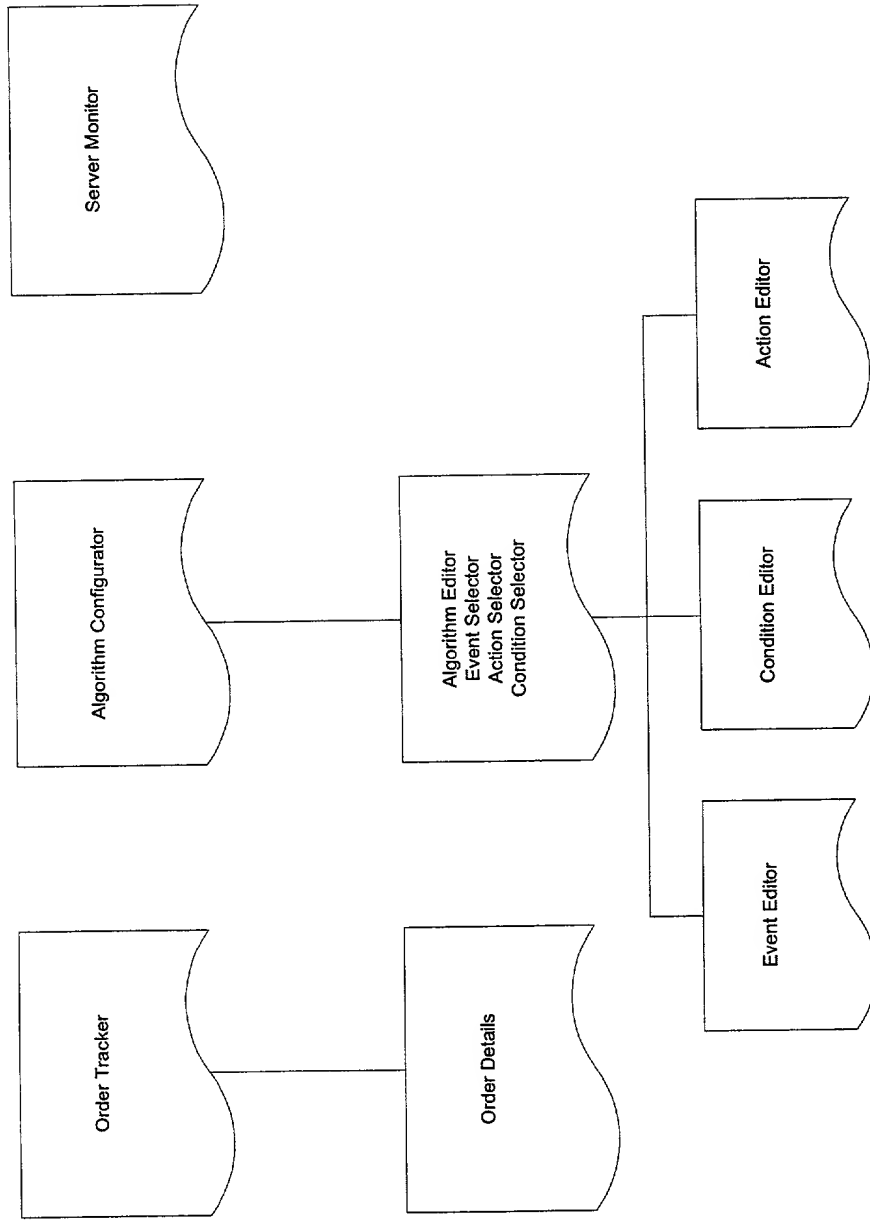 Order Tracker
Algorithm Configurator
Server Monitor
Order Details
Algorithm Editor
Event Selector
Action Selector
Condition Selector
Event Editor
Condition Editor
Action Editor